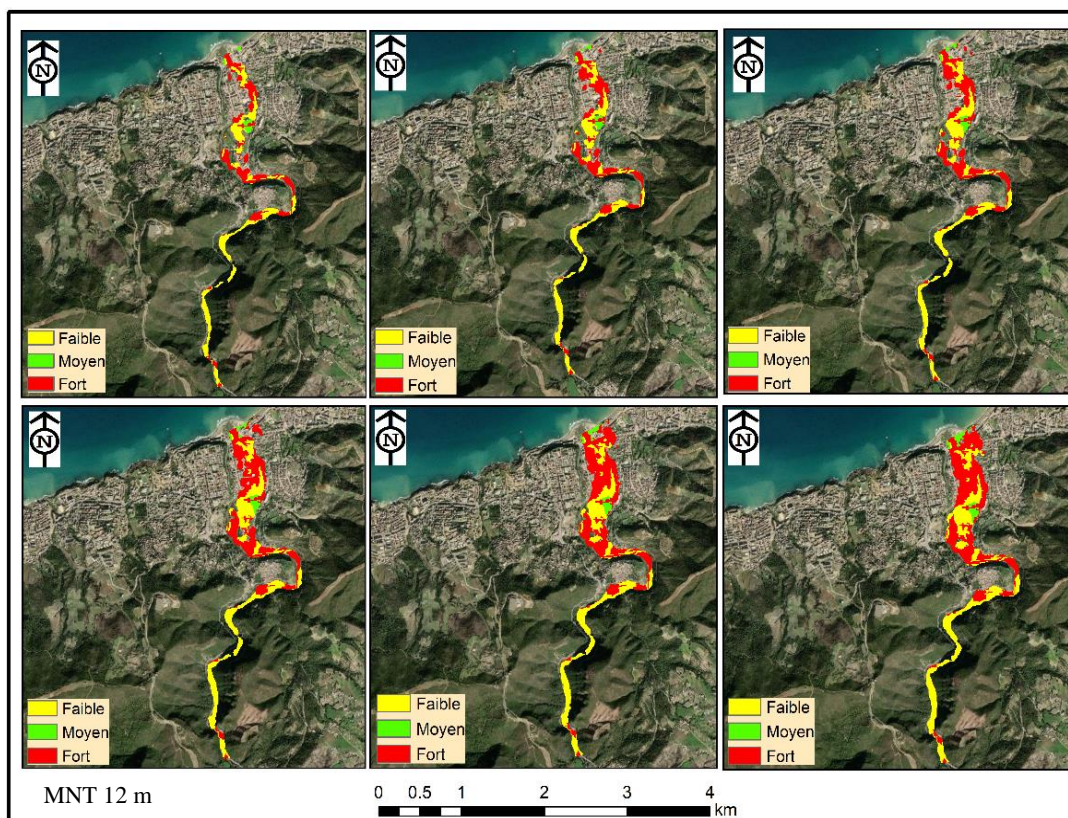 N
N
N
Faible
Moyen
Fort
Faible
Moyen
Fort
Faible
Moyen
Fort
N
N
N
Faible
Moyen
Fort
Faible
Moyen
Fort
Faible
Moyen
Fort
MNT 12 m
0 0.5 1 2 3 4
km